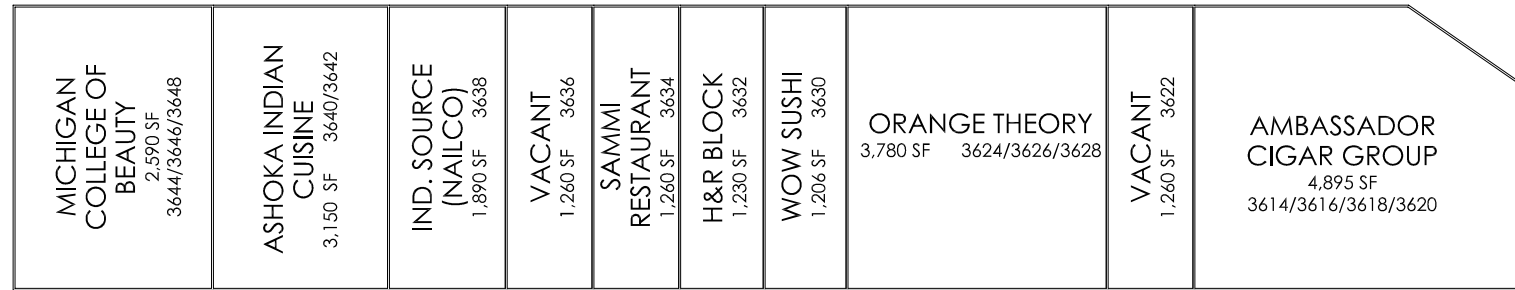 MICHIGAN
COLLEGE OF
BEAUTY
2,590 SF
3644/3646/3648
ASHOKA INDIAN
CUISINE
3,150 SF 3640/3642
IND. SOURCE
(NAILCO)
1,890 SF 3638
VACANT
1,260 SF 3636
SAMMI
RESTAURANT
1,260 SF 3634
H&R BLOCK
1,230 SF 3632
WOW SUSHI
1,206 SF 3630
ORANGE THEORY
3,780 SF 3624/3626/3628
VACANT
1,260 SF 3622
AMBASSADOR
CIGAR GROUP
4,895 SF
3614/3616/3618/3620